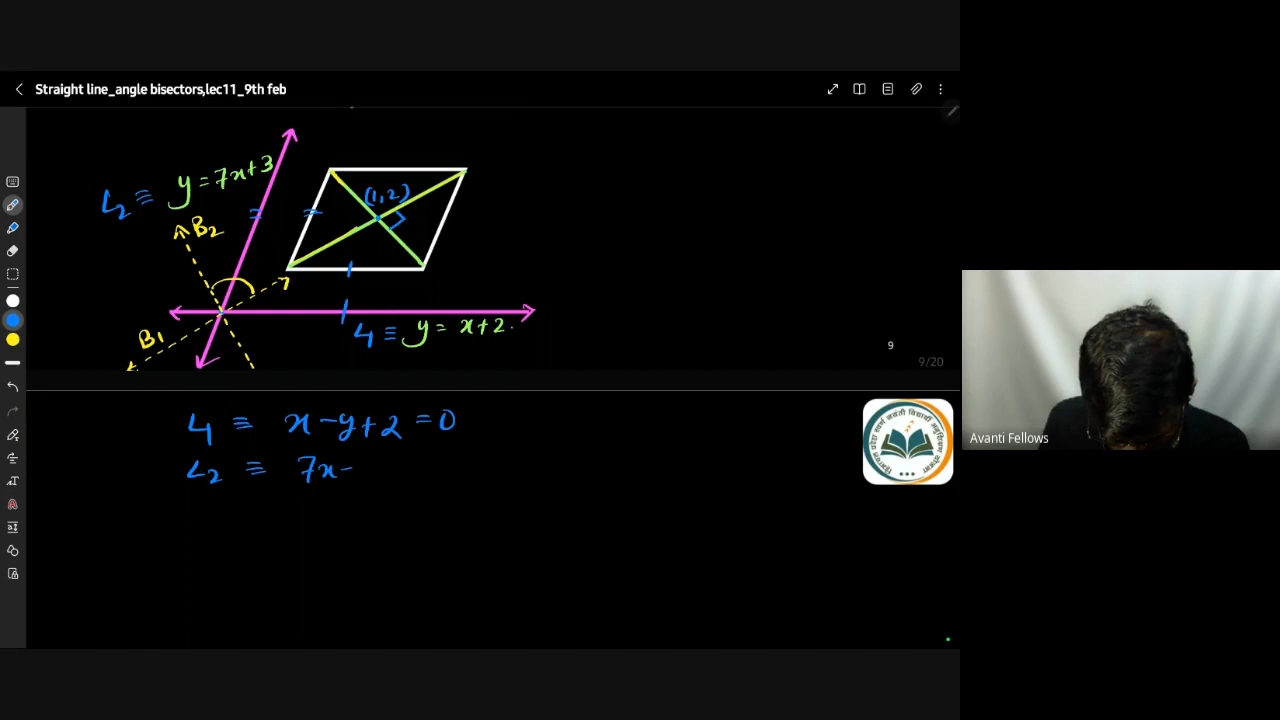 Straight line_angle bisectors,lec11_9th feb
L2 ≡ y = 7x+3
(1,2)
B2
B1
L1 ≡ y = x+2.
9
9/20
L1 ≡ x-y+2 = 0
L2 ≡ 7x-
Avanti Fellows